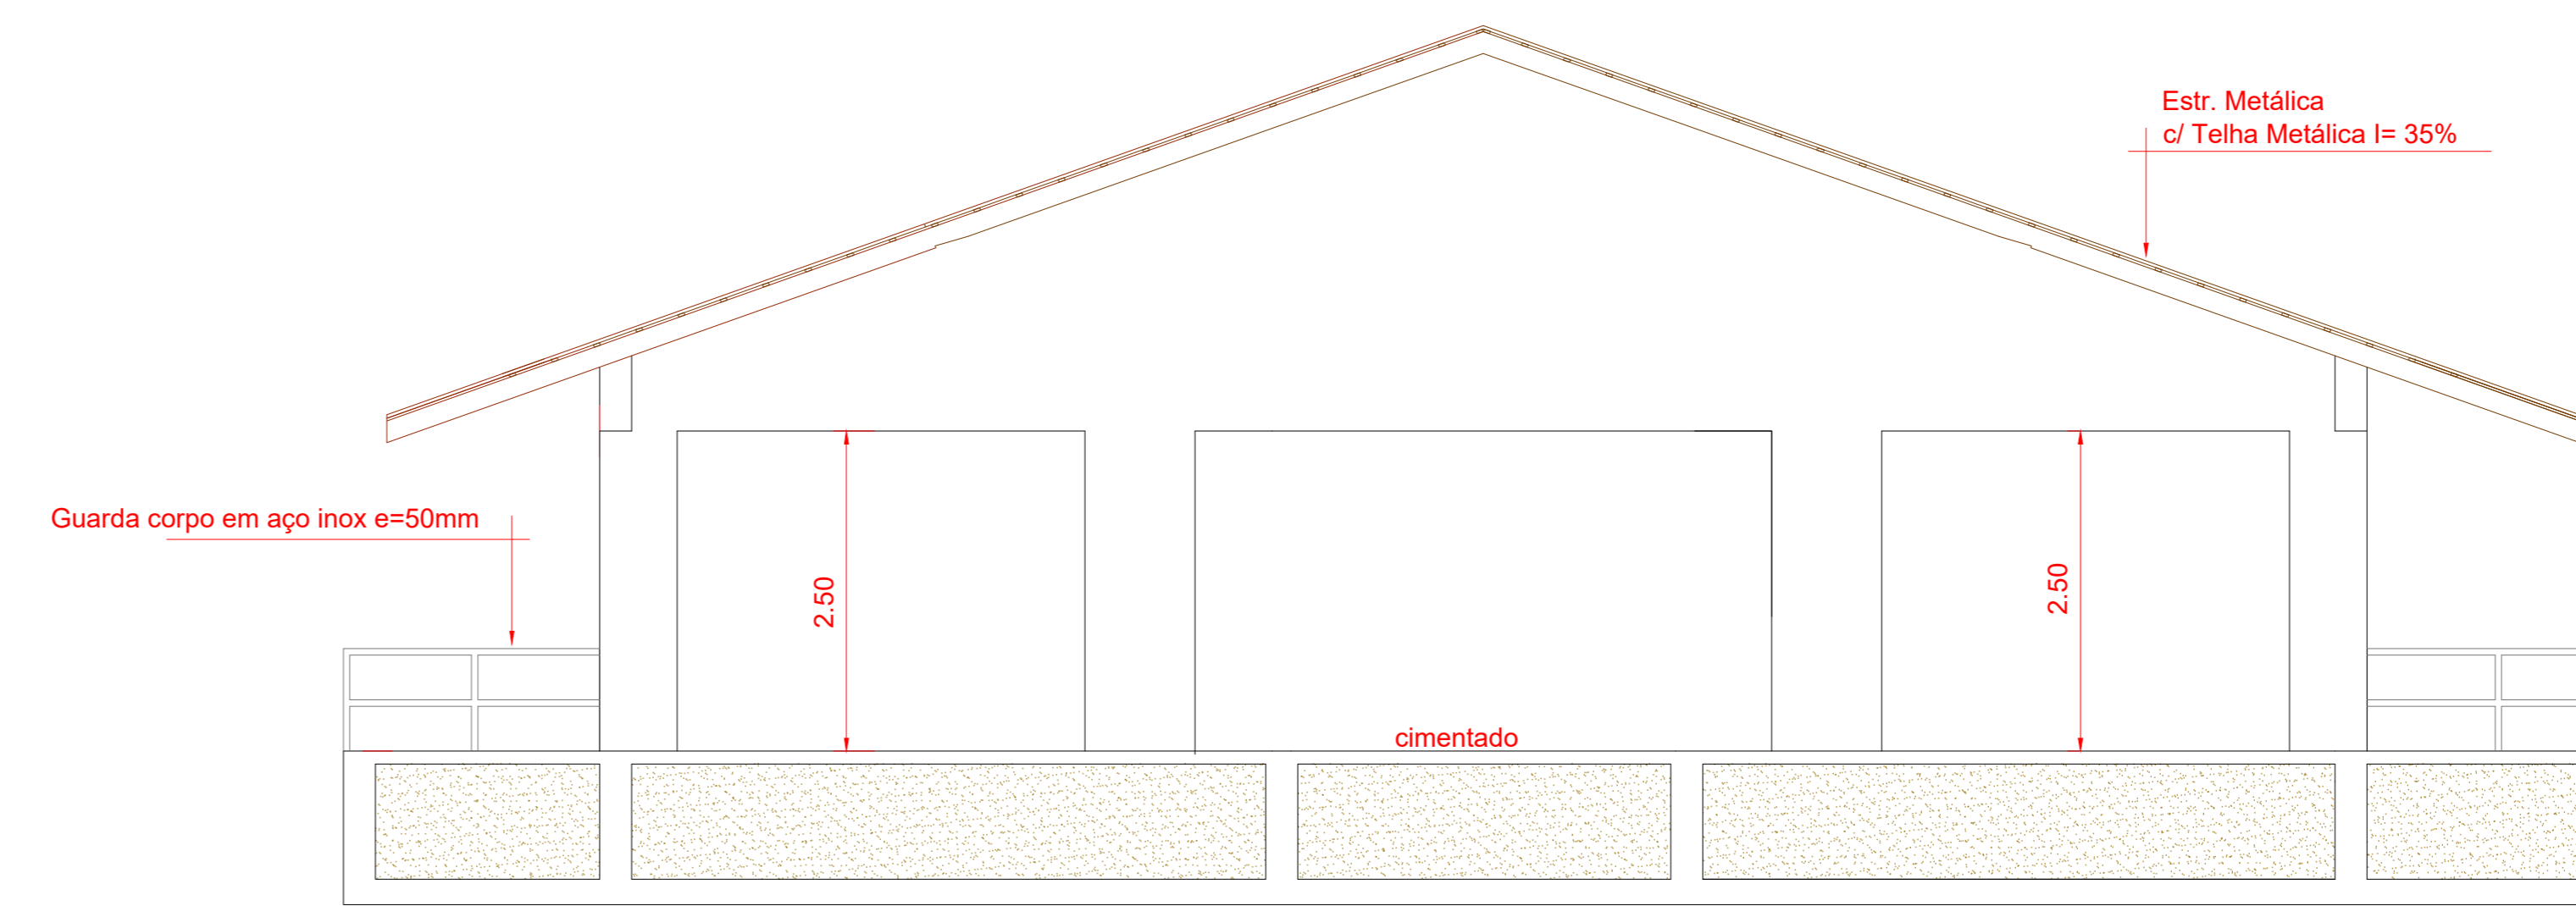 Estr. Metálica
c/ Telha Metálica I= 35%
Guarda corpo em aço inox e=50mm
2.50
2.50
cimentado